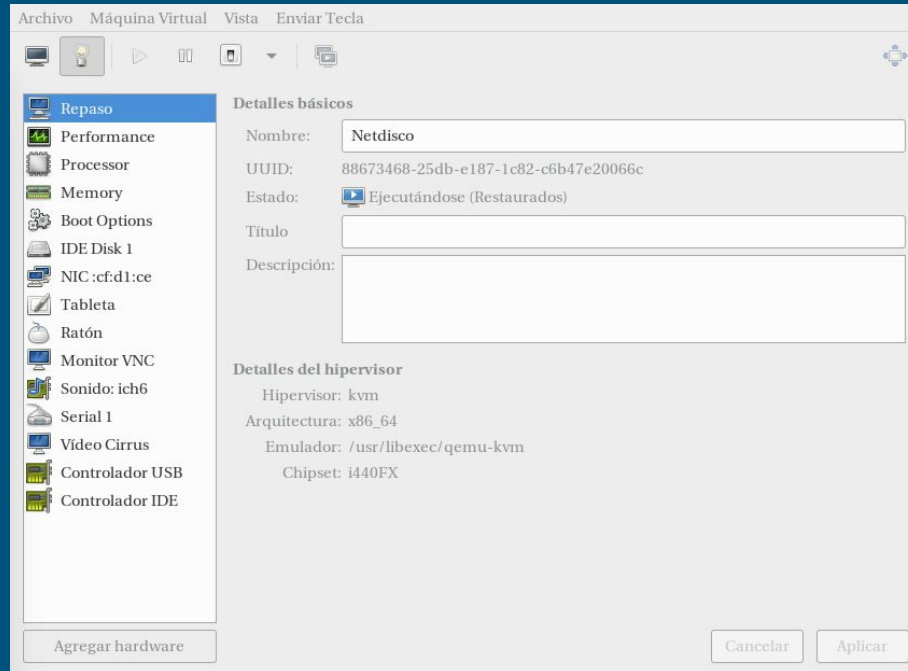 Archivo Máquina Virtual Vista Enviar Tecla
Repaso
Performance
Processor
Memory
Boot Options
IDE Disk 1
NIC :cf:d1:ce
Tableta
Ratón
Monitor VNC
Sonido: ich6
Serial 1
Vídeo Cirrus
Controlador USB
Controlador IDE
Agregar hardware
Detalles básicos
Nombre: Netdisco
UUID: 88673468-25db-e187-1c82-c6b47e20066c
Estado: Ejecutándose (Restaurados)
Título
Descripción:
Detalles del hipervisor
Hipervisor: kvm
Arquitectura: x86_64
Emulador: /usr/libexec/qemu-kvm
Chipset: i440FX
Cancelar Aplicar